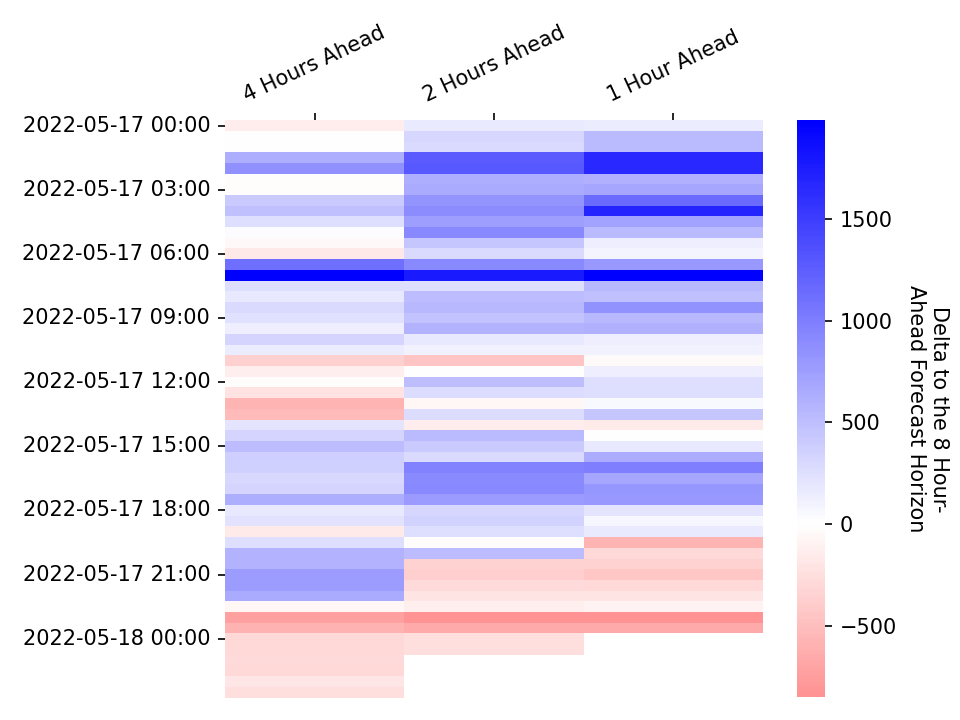 4 Hours Ahead
2 Hours Ahead
1 Hour Ahead
2022-05-17 00:00
2022-05-17 03:00
2022-05-17 06:00
2022-05-17 09:00
2022-05-17 12:00
2022-05-17 15:00
2022-05-17 18:00
2022-05-17 21:00
2022-05-18 00:00
1500
1000
500
0
−500
Delta to the 8 Hour-
Ahead Forecast Horizon